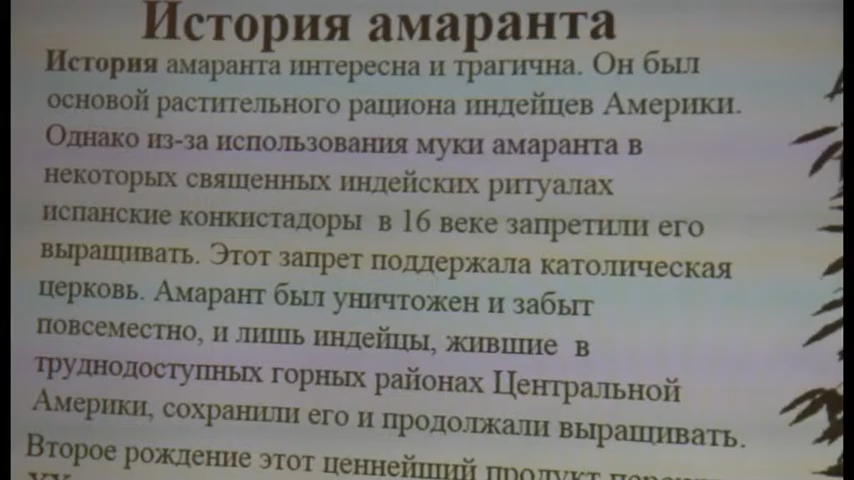 История амаранта
История амаранта интересна и трагична. Он был
основой растительного рациона индейцев Америки.
Однако из-за использования муки амаранта в
некоторых священных индейских ритуалах
испанские конкистадоры в 16 веке запретили его
выращивать. Этот запрет поддержала католическая
церковь. Амарант был уничтожен и забыт
повсеместно, и лишь индейцы, жившие в
труднодоступных горных районах Центральной
Америки, сохранили его и продолжали выращивать.
Второе рождение этот ценнейший продукт